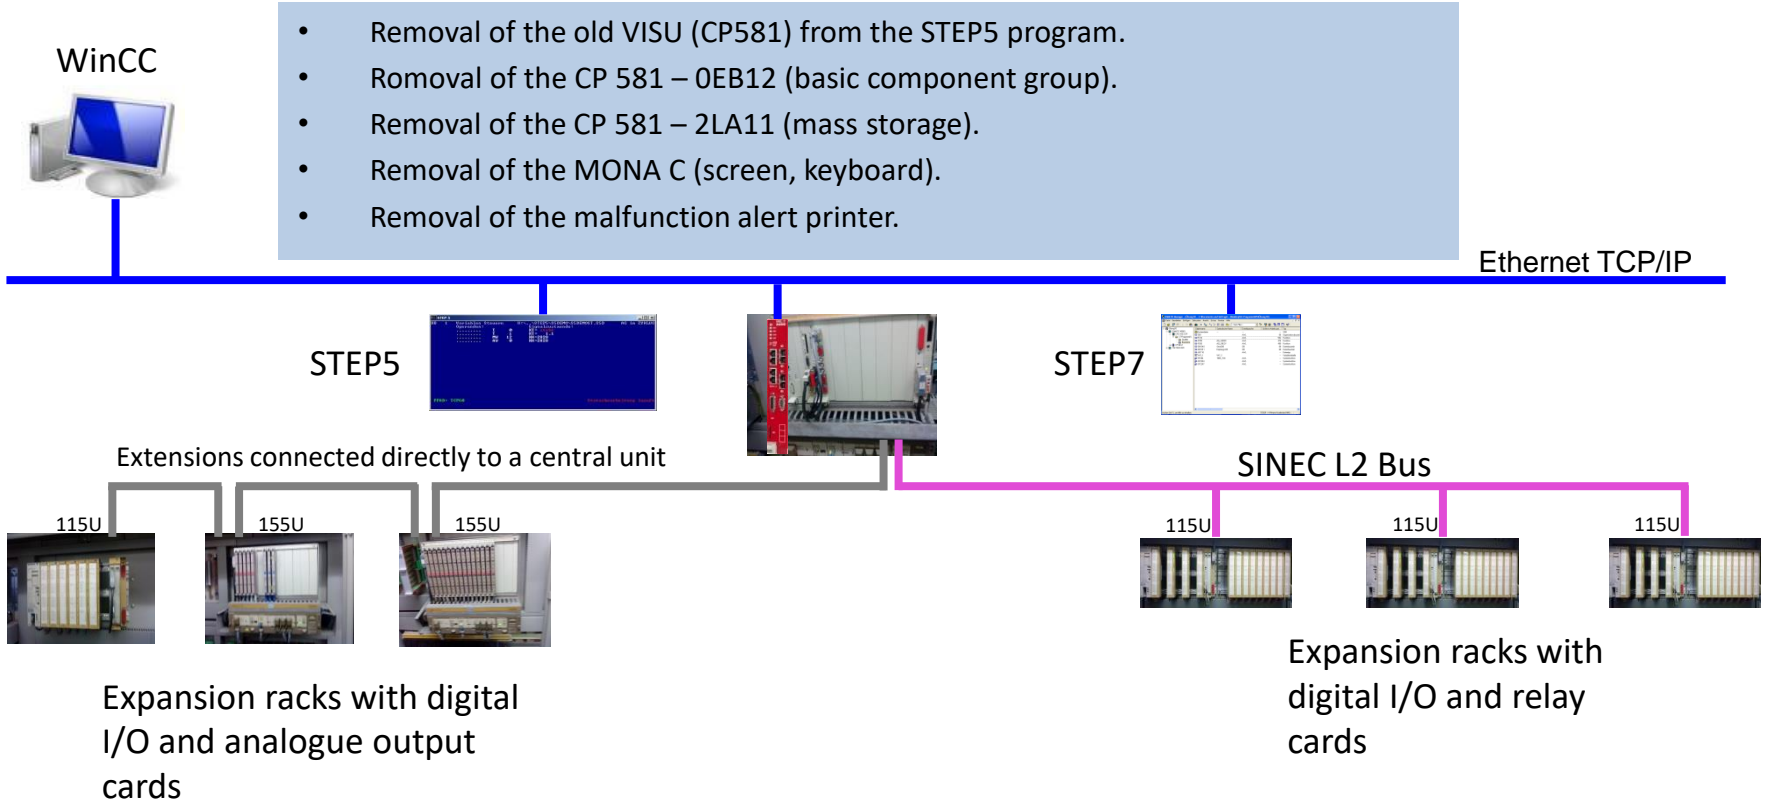 WinCC
• Removal of the old VISU (CP581) from the STEP5 program.
• Romoval of the CP 581 – 0EB12 (basic component group).
• Removal of the CP 581 – 2LA11 (mass storage).
• Removal of the MONA C (screen, keyboard).
• Removal of the malfunction alert printer.
Ethernet TCP/IP
STEP5
STEP7
Extensions connected directly to a central unit
SINEC L2 Bus
115U
155U
155U
115U
115U
115U
Expansion racks with digital
I/O and analogue output
cards
Expansion racks with
digital I/O and relay
cards